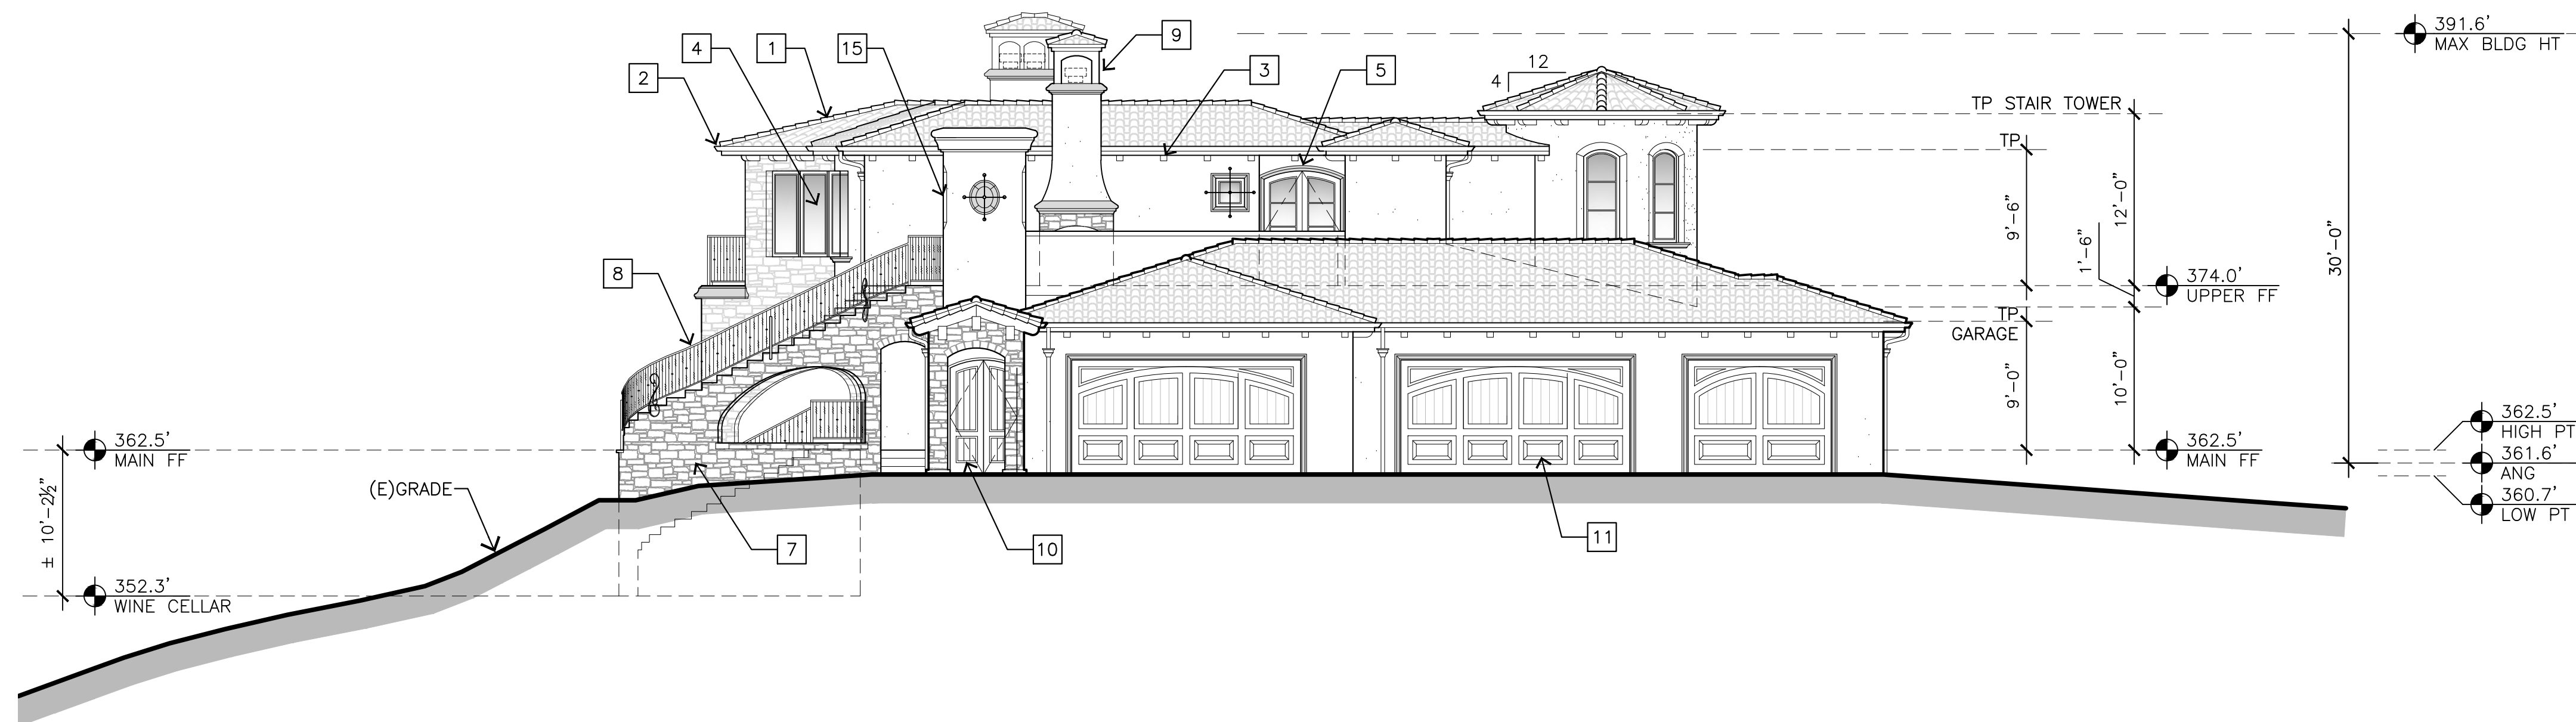 391.6'
MAX BLDG HT
9
4
1
15
2
3
5
12
4
TP STAIR TOWER
TP
9'-6"
12'-0"
1'-6"
30'-0"
8
374.0'
UPPER FF
TP
GARAGE
9'-0"
10'-0"
362.5'
MAIN FF
362.5'
MAIN FF
362.5'
HIGH PT
361.6'
ANG
360.7'
LOW PT
(E)GRADE
± 10'-2½"
7
10
11
352.3'
WINE CELLAR